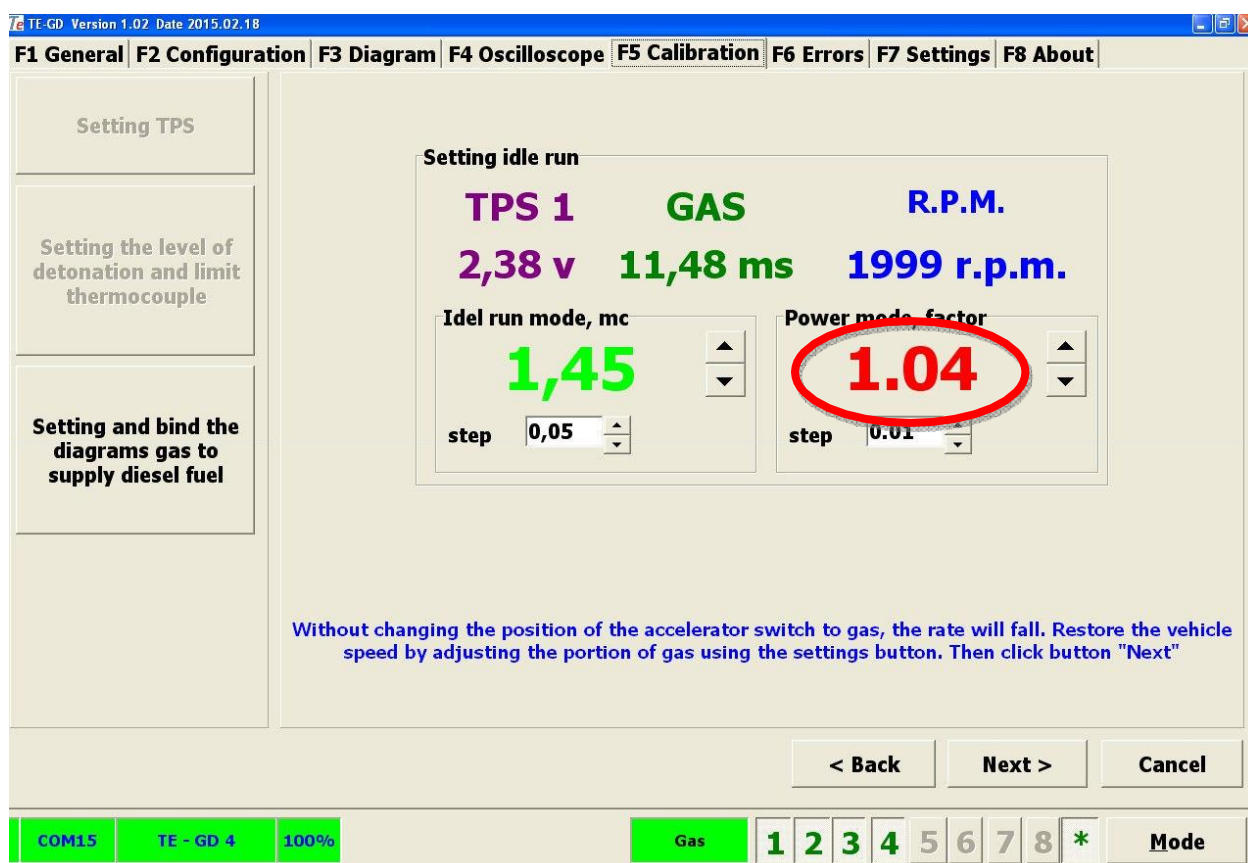 Te TE-GD Version 1.02 Date 2015.02.18
F1 General F2 Configuration F3 Diagram F4 Oscilloscope F5 Calibration F6 Errors F7 Settings F8 About
Setting TPS
Setting the level of
detonation and limit
thermocouple
Setting and bind the
diagrams gas to
supply diesel fuel
Setting idle run
TPS 1 GAS R.P.M.
2,38 v 11,48 ms 1999 r.p.m.
Idel run mode, mc
1,45
step 0,05
Power mode, factor
1.04
step 0.01
Without changing the position of the accelerator switch to gas, the rate will fall. Restore the vehicle
speed by adjusting the portion of gas using the settings button. Then click button "Next"
< Back Next > Cancel
COM15 TE - GD 4 100% Gas 1 2 3 4 5 6 7 8 * Mode